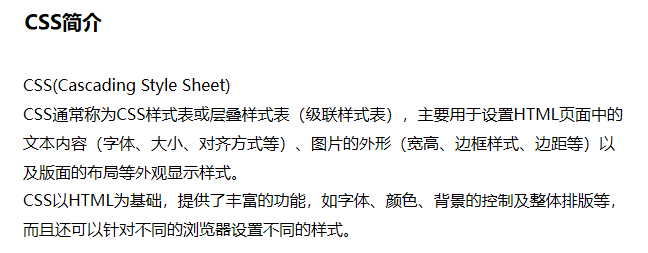 CSS简介
CSS(Cascading Style Sheet)
CSS通常称为CSS样式表或层叠样式表（级联样式表），主要用于设置HTML页面中的
文本内容（字体、大小、对齐方式等）、图片的外形（宽高、边框样式、边距等）以
及版面的布局等外观显示样式。
CSS以HTML为基础，提供了丰富的功能，如字体、颜色、背景的控制及整体排版等，
而且还可以针对不同的浏览器设置不同的样式。